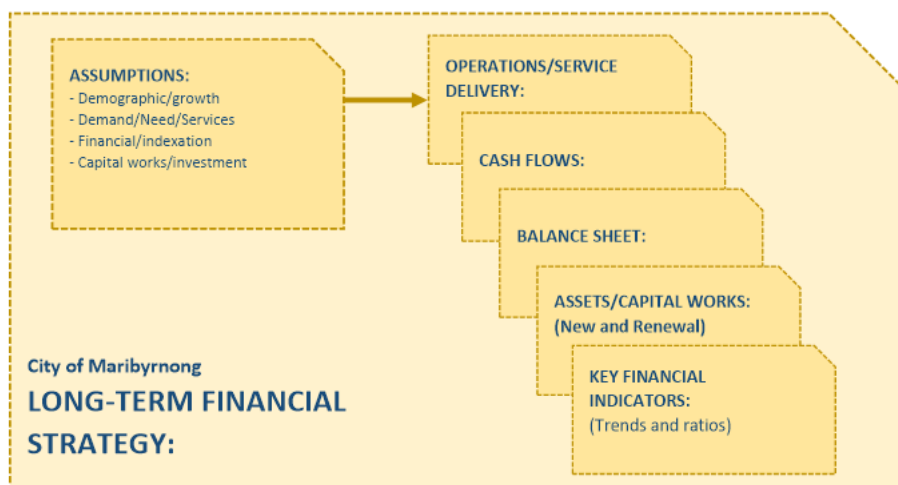 ASSUMPTIONS:
- Demographic/growth
- Demand/Need/Services
- Financial/indexation
- Capital works/investment
OPERATIONS/SERVICE
DELIVERY:
CASH FLOWS:
BALANCE SHEET:
ASSETS/CAPITAL WORKS:
(New and Renewal)
KEY FINANCIAL
INDICATORS:
(Trends and ratios)
City of Maribyrnong
LONG-TERM FINANCIAL
STRATEGY: